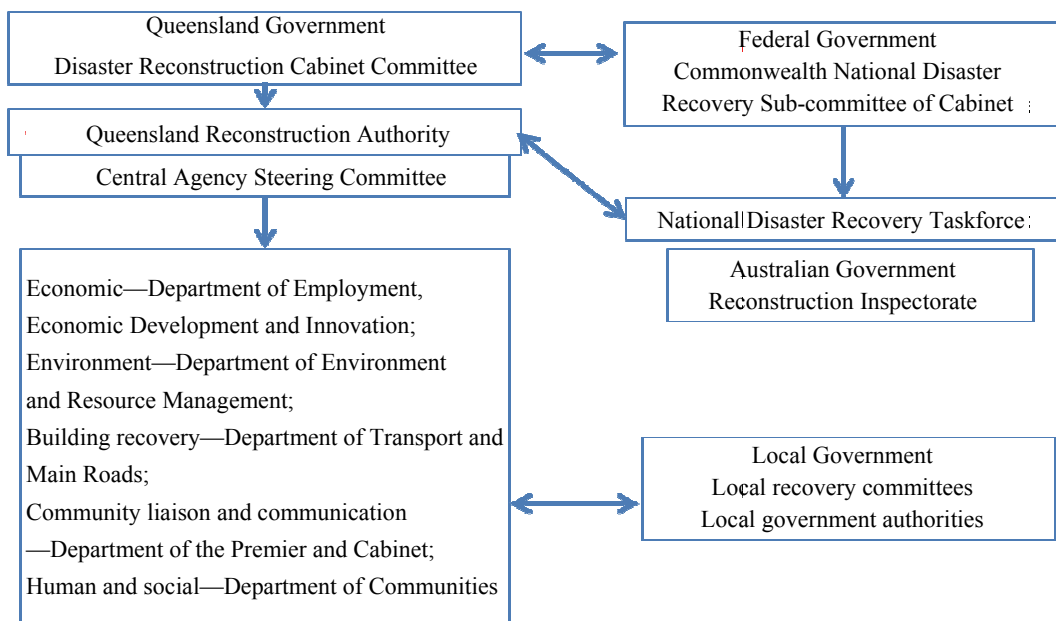 Queensland Government
Disaster Reconstruction Cabinet Committee
Federal Government
Commonwealth National Disaster
Recovery Sub-committee of Cabinet
Queensland Reconstruction Authority
Central Agency Steering Committee
National Disaster Recovery Taskforce
Australian Government
Reconstruction Inspectorate
Economic—Department of Employment,
Economic Development and Innovation;
Environment—Department of Environment
and Resource Management;
Building recovery—Department of Transport and
Main Roads;
Community liaison and communication
—Department of the Premier and Cabinet;
Human and social—Department of Communities
Local Government
Local recovery committees
Local government authorities